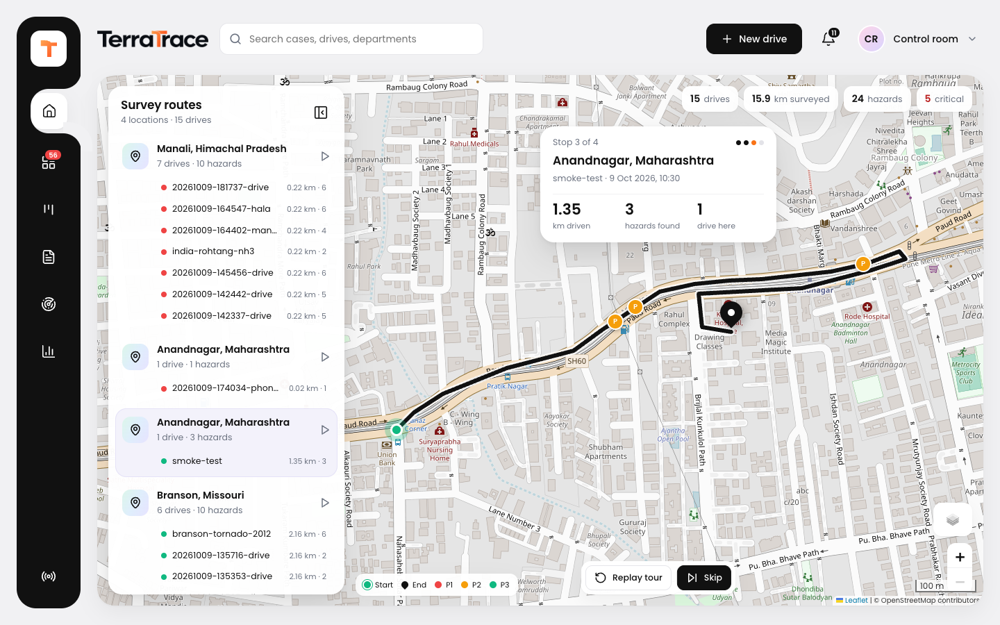 TerraTrace
Search cases, drives, departments
New drive
11
CR
Control room
56
Survey routes
4 locations · 15 drives
Manali, Himachal Pradesh
7 drives · 10 hazards
20261009-181737-drive 0.22 km · 6
20261009-164547-hala 0.22 km · 6
20261009-164402-man... 0.22 km · 4
india-rohtang-nh3 0.22 km · 2
20261009-145456-drive 0.22 km · 6
20261009-142442-drive 0.22 km · 5
20261009-142337-drive 0.22 km · 5
Anandnagar, Maharashtra
1 drive · 1 hazards
20261009-174034-phon... 0.02 km · 1
Anandnagar, Maharashtra
1 drive · 3 hazards
smoke-test 1.35 km · 3
Branson, Missouri
6 drives · 10 hazards
branson-tornado-2012 2.16 km · 6
20261009-135716-drive 2.16 km · 2
20261009-135353-drive 2.16 km · 2
15 drives
15.9 km surveyed
24 hazards
5 critical
Stop 3 of 4
Anandnagar, Maharashtra
smoke-test · 9 Oct 2026, 10:30
1.35 3 1
km driven hazards found drive here
Rambaug Colony Road
Balwant
Janki
Society
Plot no.
Rambaug
Lane 1
Chandrakamal
Apartment
Lane 2
Rahul Medicals
Sargam
Lane 3
Lane 4
Lane 5
Park
Rahul Park
Madhavbaug Society 2
Madhavbaug Society 1
Rambaug Colony Road
Heights
Nivedita
Chitralekha
Shree
Jayraj
Rambaug Colony
Rahul
Park
Teerth
Anudatta
Akash
darshan
Society
Harshada
Rambaug Colony Road
Geet
Govind
Vandanshree
Bhakti Marg
Paud Road
22
P
P
P
Paud Road
SH60
Rahul
Complex
09
Drawing
Classes
Media
Magic
Institute
Rode Hospital
Anandnagar
Badminton
Hall
Anandnagar
Metrocity
Sports
Club
Pratik Nagar
C - Wing
B - Wing
Corner
Union
Bank
Suryaprabha
Nursing
Home
Aayokar
Society
Shubham
Apartments
Ajantha
Open Pool
Brijlal Kunkulol Path
Ishdan Society Road
Mrutyunjay Society Road
Alkapuri Society Road
abc
c/20
Lane Number 3
Gururaj
Society
Bhupali
Society
Pu. Bha. Bhave Path
Pu. Bha. Bhave Path
Dhondiba
Sutar Balodyan
Udyan
Vidya
Start End P1 P2 P3
Replay tour
Skip
+
−
100 m
Leaflet | © OpenStreetMap contributors